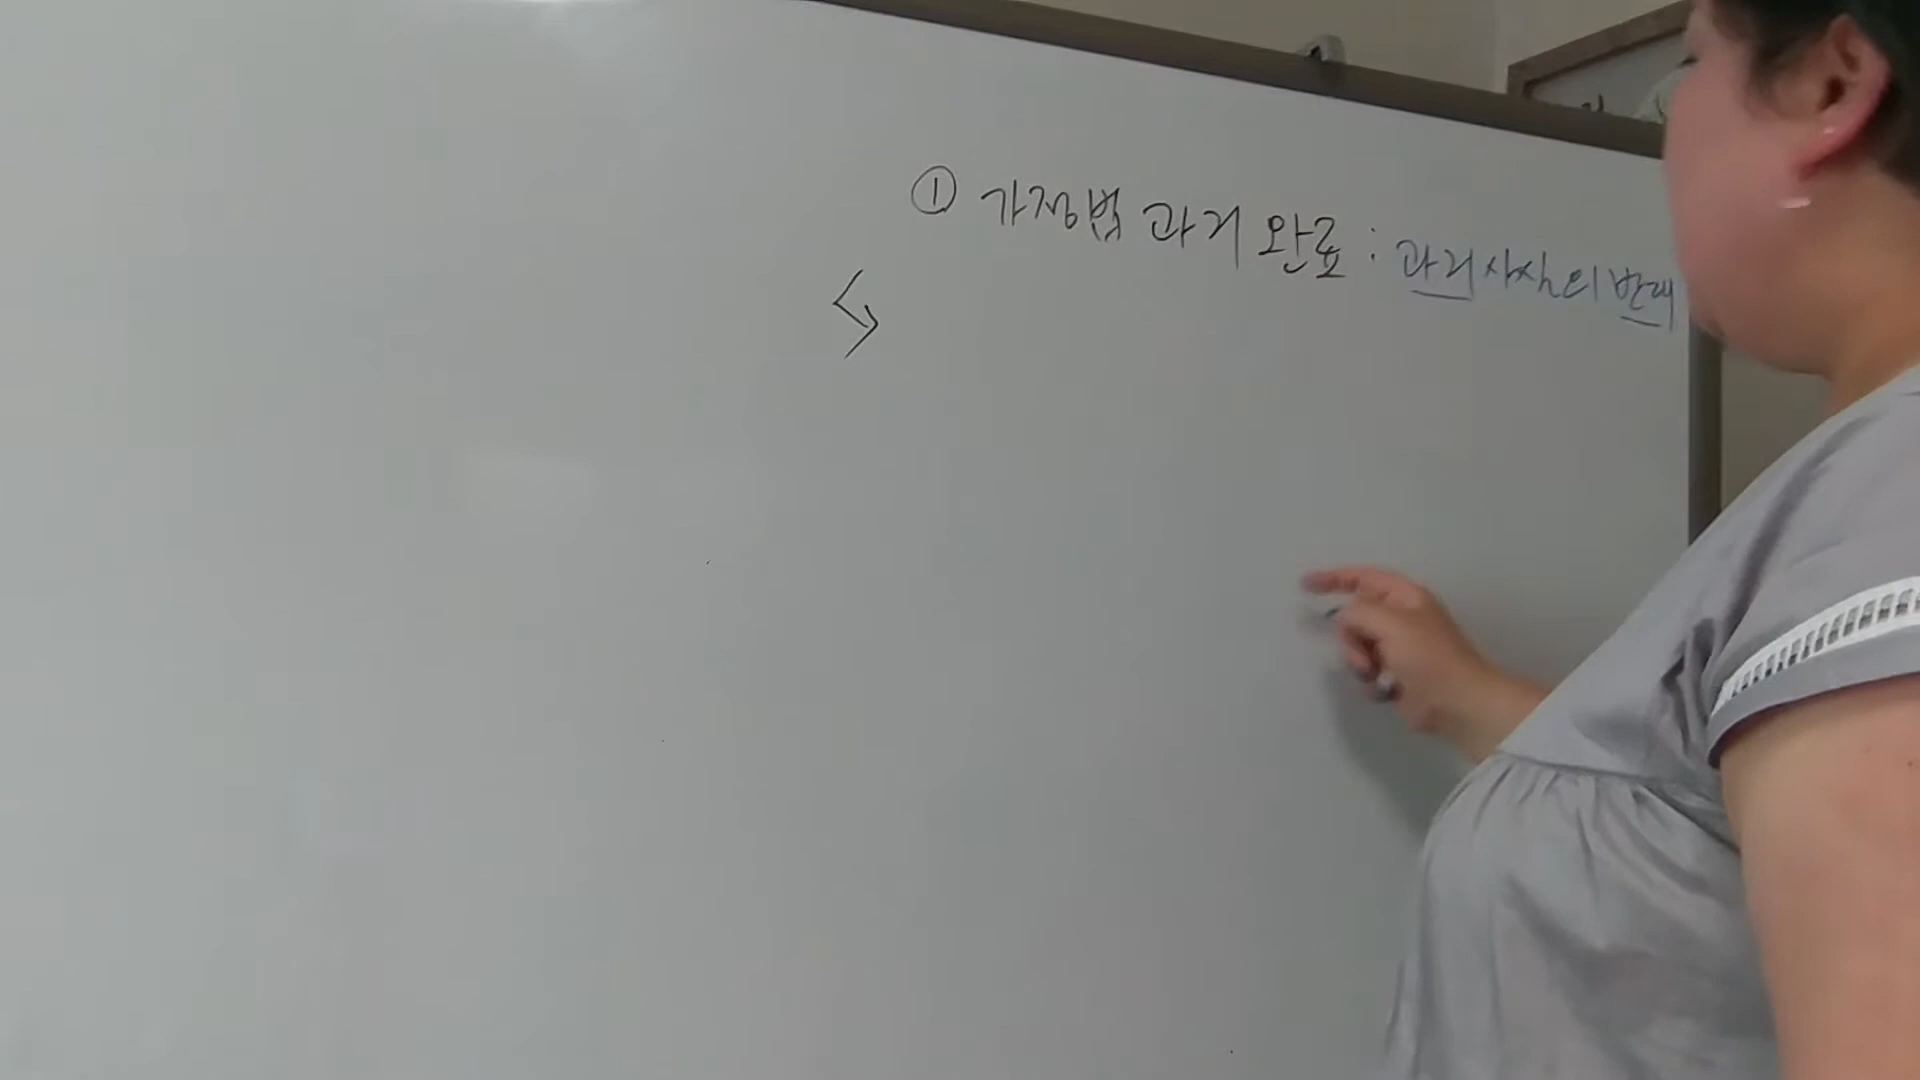 ① 가정법 과거 완료 : 과거 사실의 반대